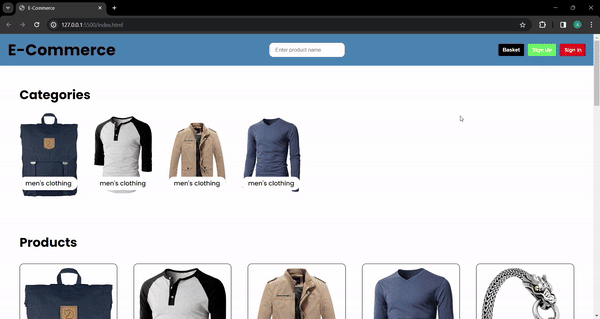 E-Commerce
127.0.0.1:5500/index.html
E-Commerce
Enter product name
Basket
Sign Up
Sign In
Categories
men's clothing
men's clothing
men's clothing
men's clothing
Products